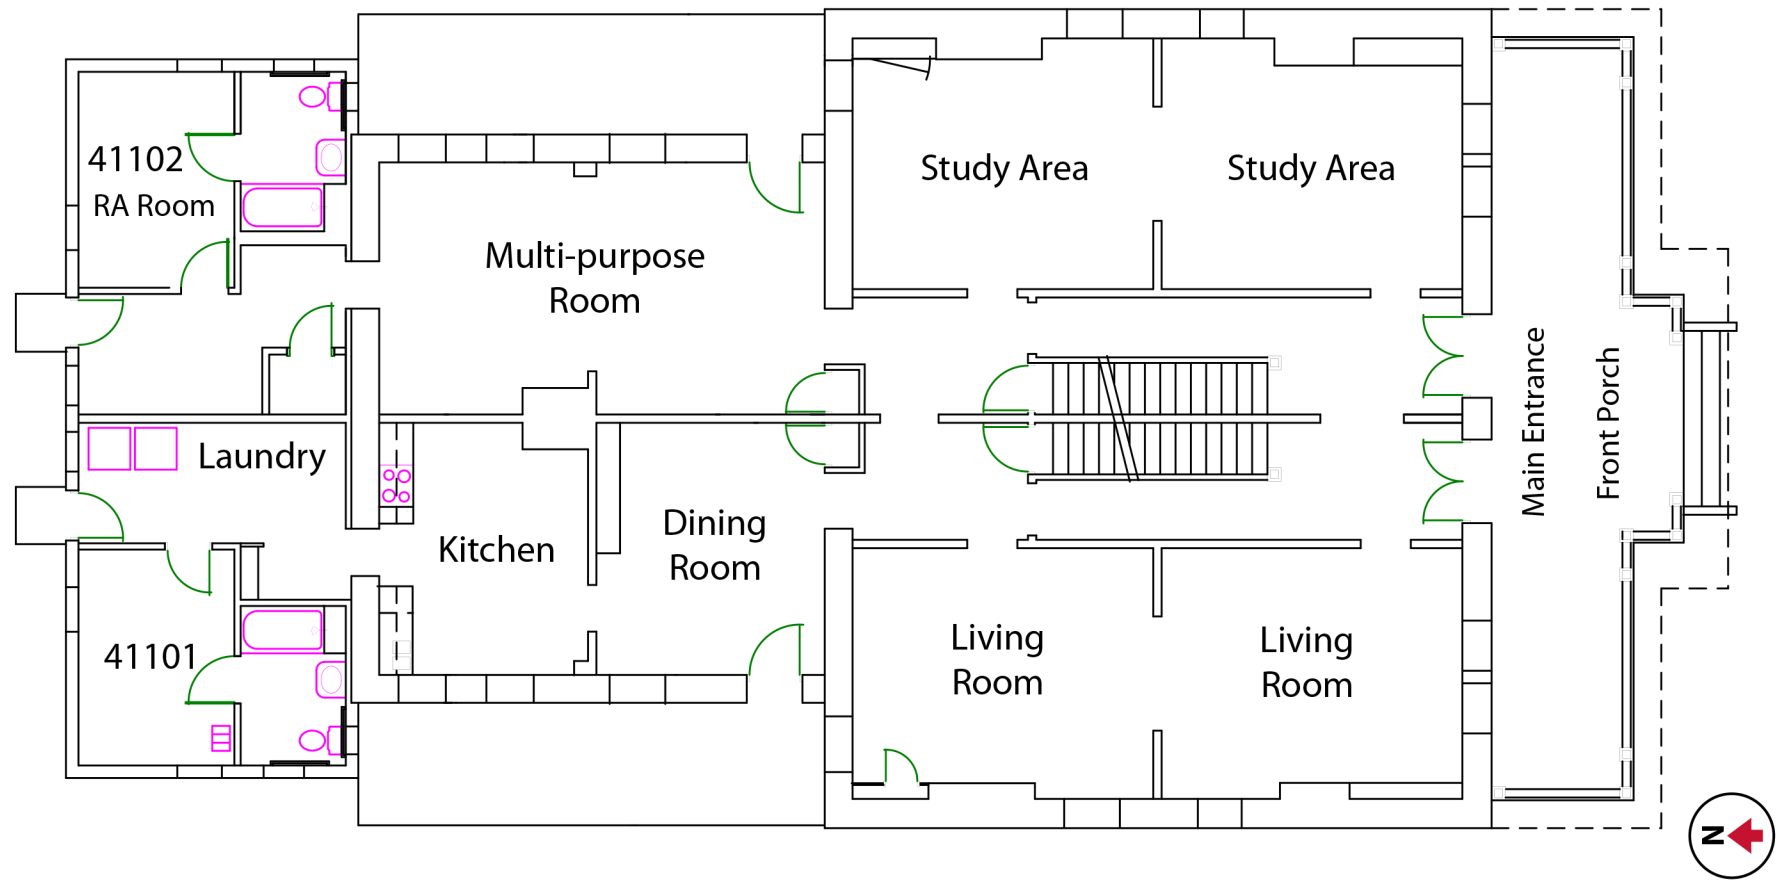 41102
RA Room
Multi-purpose
Room
Study Area
Study Area
Laundry
Kitchen
Dining
Room
41101
Living
Room
Living
Room
Main Entrance
Front Porch
N